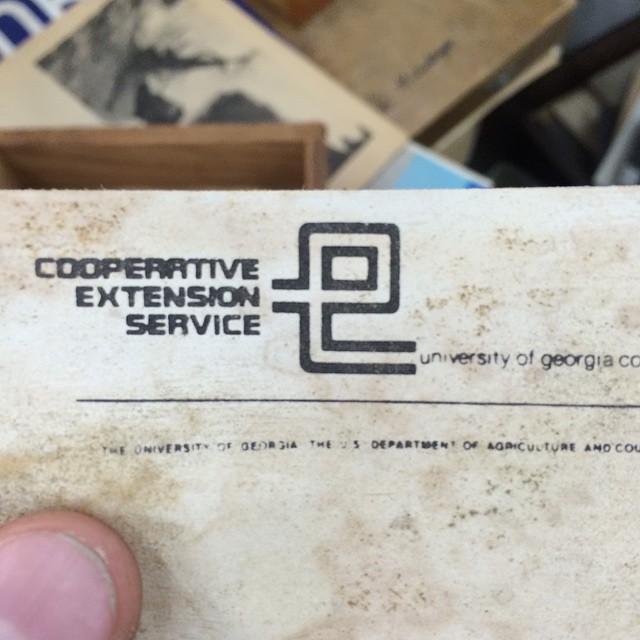 COOPERATIVE
EXTENSION
SERVICE
university of georgia co
THE UNIVERSITY OF GEORGIA THE U S DEPARTMENT OF AGRICULTURE AND COU